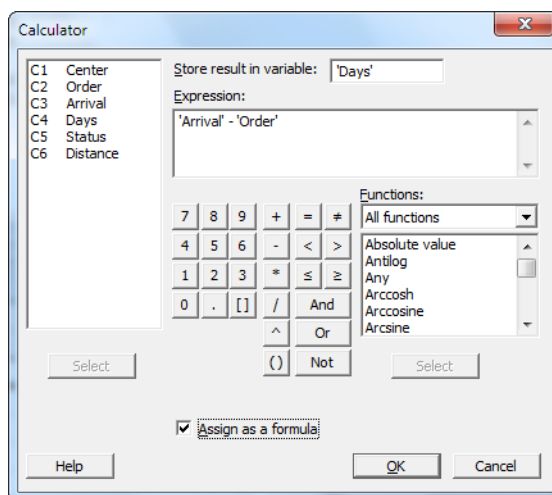 Calculator
C1 Center
C2 Order
C3 Arrival
C4 Days
C5 Status
C6 Distance
Store result in variable: 'Days'
Expression:
'Arrival' - 'Order'
Functions:
All functions
7 8 9 + = ≠
4 5 6 - < >
1 2 3 * ≤ ≥
0 . [] / And
^ Or
() Not
Absolute value
Antilog
Any
Arccosh
Arccosine
Arcsine
Select
Select
Assign as a formula
Help
OK
Cancel